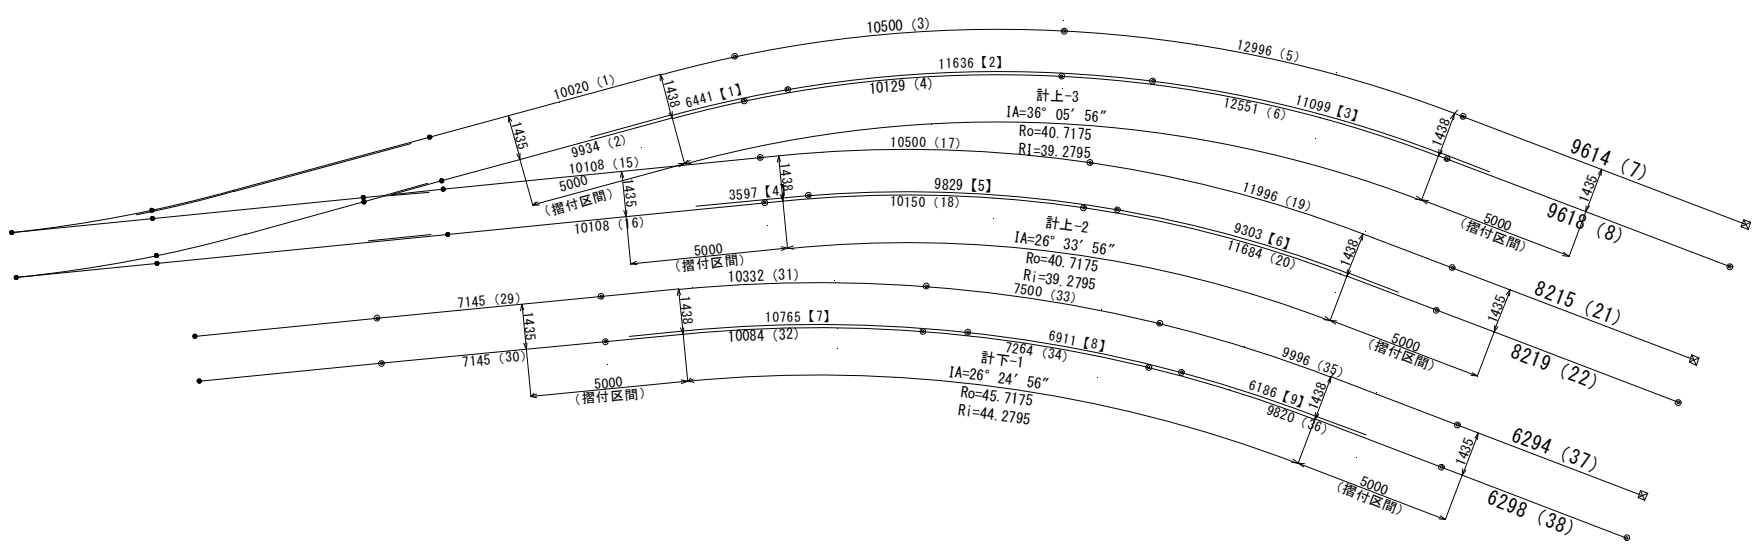 10500 (3)
12996 (5)
10020 (1)
1438
6441【1】
11636【2】
10129 (4)
11099【3】
12551 (6)
計上-3
IA=36° 05′ 56″
Ro=40.7175
RI=39.2795
1435
9934 (2)
1438
9614 (7)
1435
9618 (8)
5000
(摺付区間)
5000
(摺付区間)
10108 (15)
10500 (17)
1438
1435
3597【4】
9829【5】
10150 (18)
11996 (19)
10108 (16)
計上-2
IA=26° 33′ 56″
Ro=40.7175
Ri=39.2795
9303【6】
11684 (20)
1438
5000
(摺付区間)
8215 (21)
1435
8219 (22)
5000
(摺付区間)
7145 (29)
10332 (31)
7500 (33)
1435
1438
10765【7】
10084 (32)
6911【8】
7264 (34)
7145 (30)
計下-1
IA=26° 24′ 56″
Ro=45.7175
Ri=44.2795
9996 (35)
6186【9】
1438
9820 (36)
5000
(摺付区間)
6294 (37)
1435
6298 (38)
5000
(摺付区間)